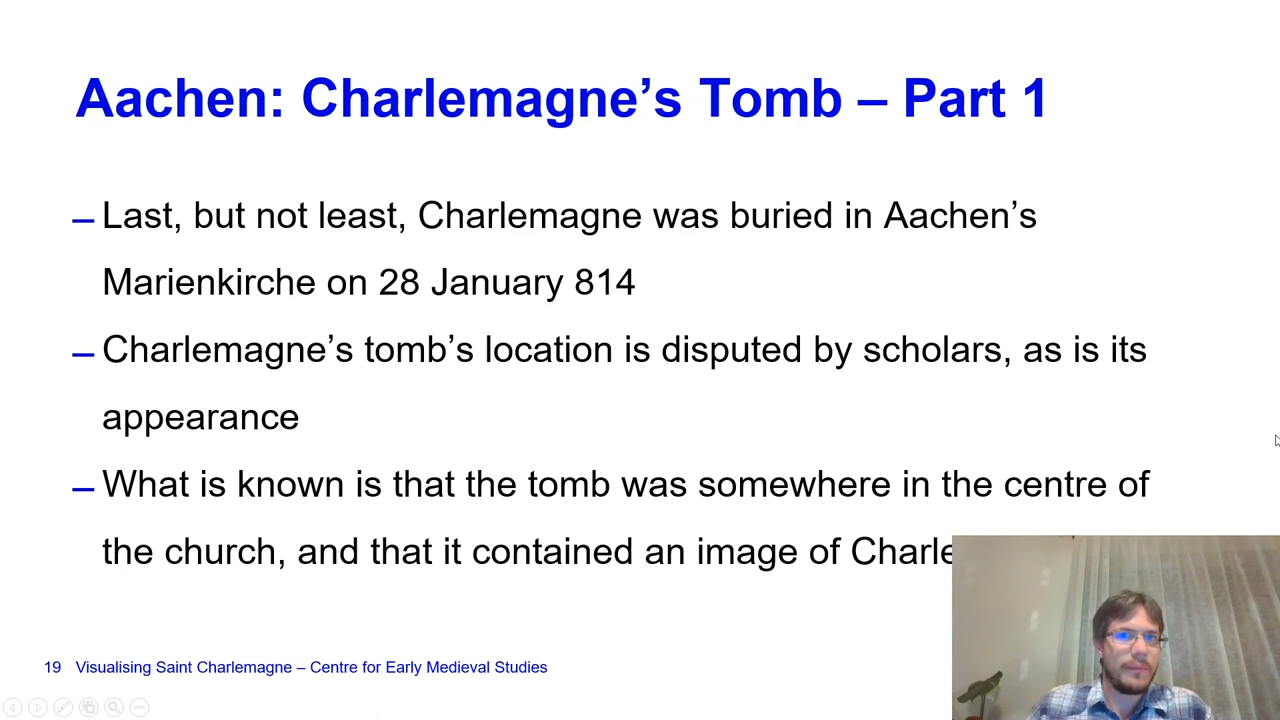 Aachen: Charlemagne’s Tomb – Part 1
– Last, but not least, Charlemagne was buried in Aachen’s
Marienkirche on 28 January 814
– Charlemagne’s tomb’s location is disputed by scholars, as is its
appearance
– What is known is that the tomb was somewhere in the centre of
the church, and that it contained an image of Charle
19 Visualising Saint Charlemagne – Centre for Early Medieval Studies